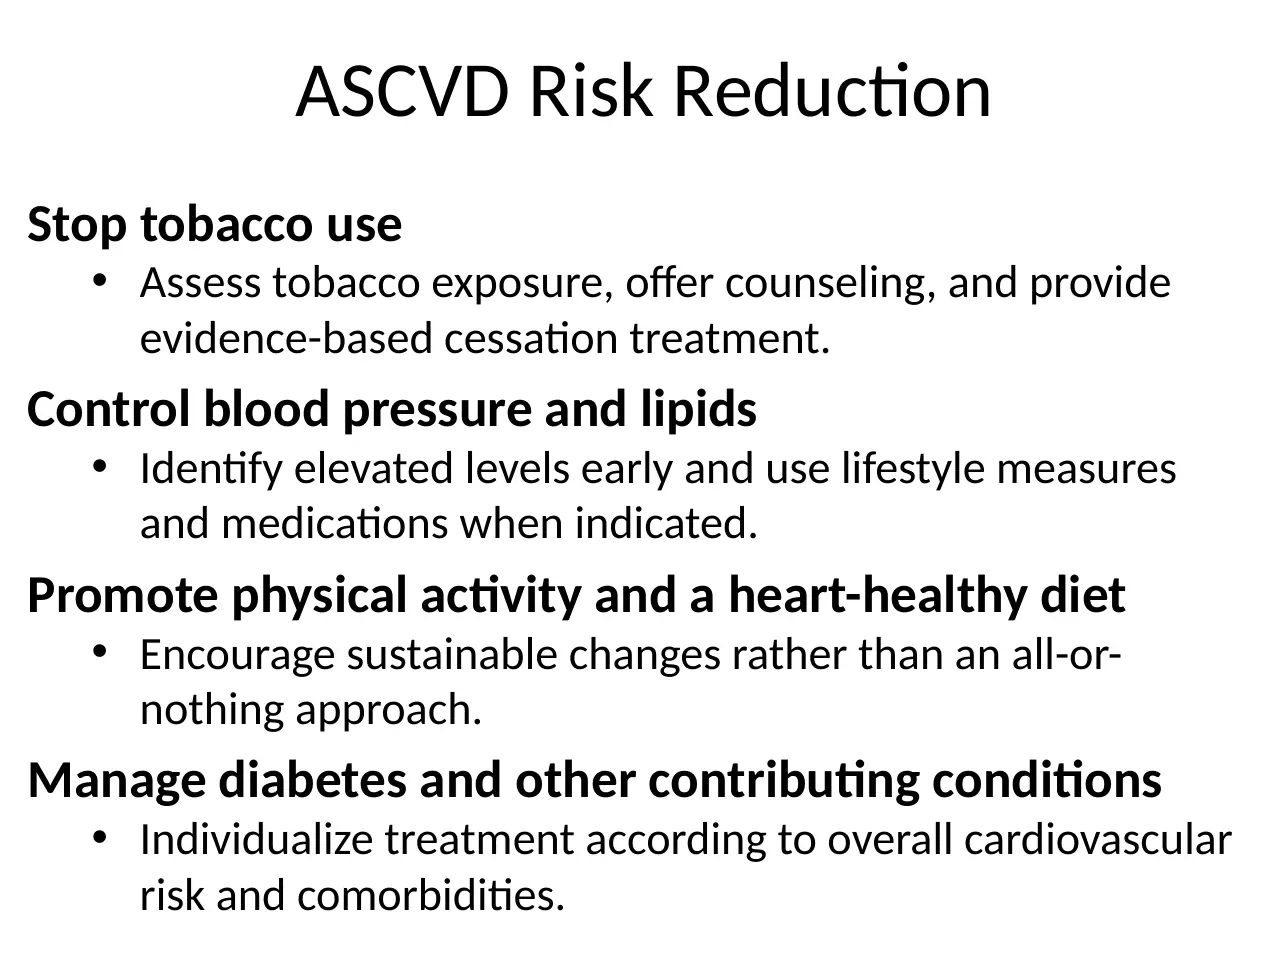 ASCVD Risk Reduction
Stop tobacco use
• Assess tobacco exposure, offer counseling, and provide
evidence-based cessation treatment.
Control blood pressure and lipids
• Identify elevated levels early and use lifestyle measures
and medications when indicated.
Promote physical activity and a heart-healthy diet
• Encourage sustainable changes rather than an all-or-
nothing approach.
Manage diabetes and other contributing conditions
• Individualize treatment according to overall cardiovascular
risk and comorbidities.